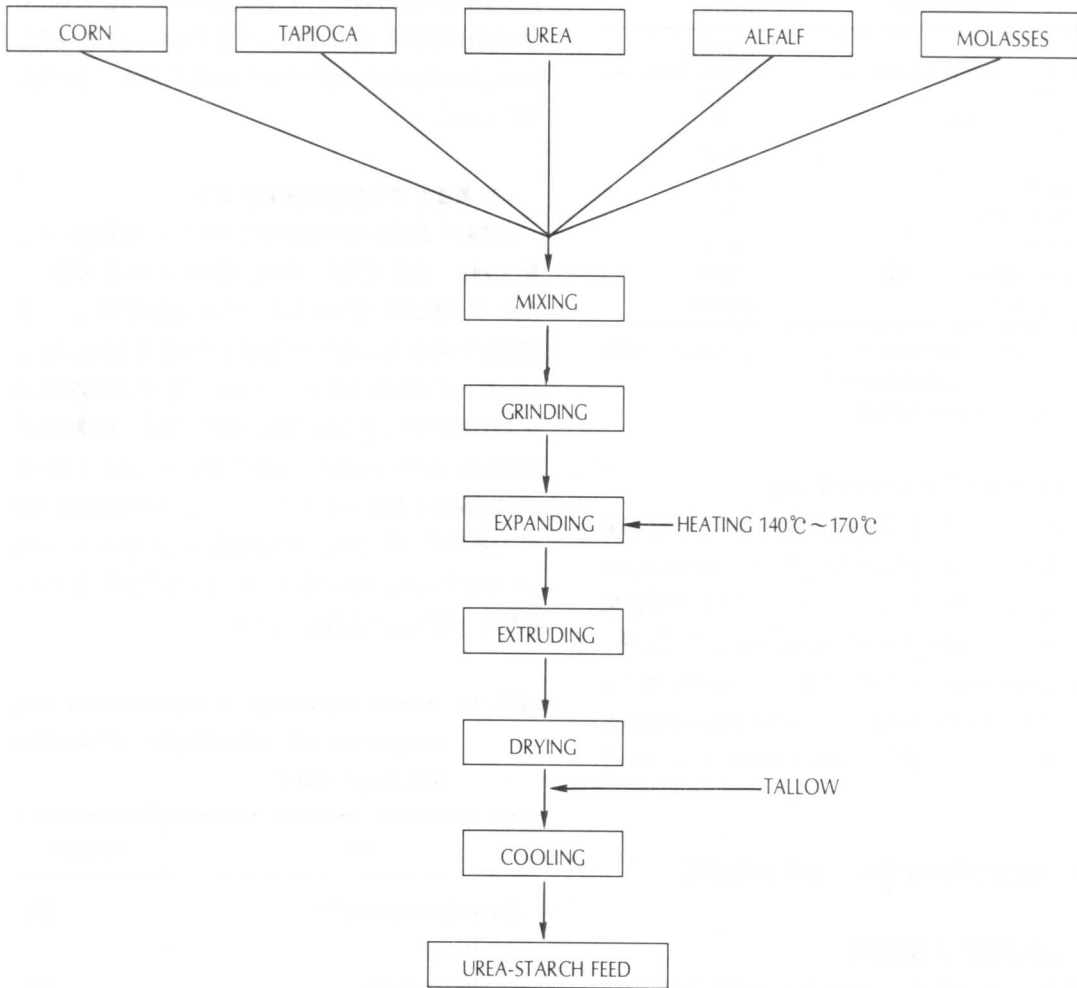 CORN TAPIOCA UREA ALFALF MOLASSES
MIXING
GRINDING
EXPANDING HEATING 140℃～170℃
EXTRUDING
DRYING
TALLOW
COOLING
UREA-STARCH FEED